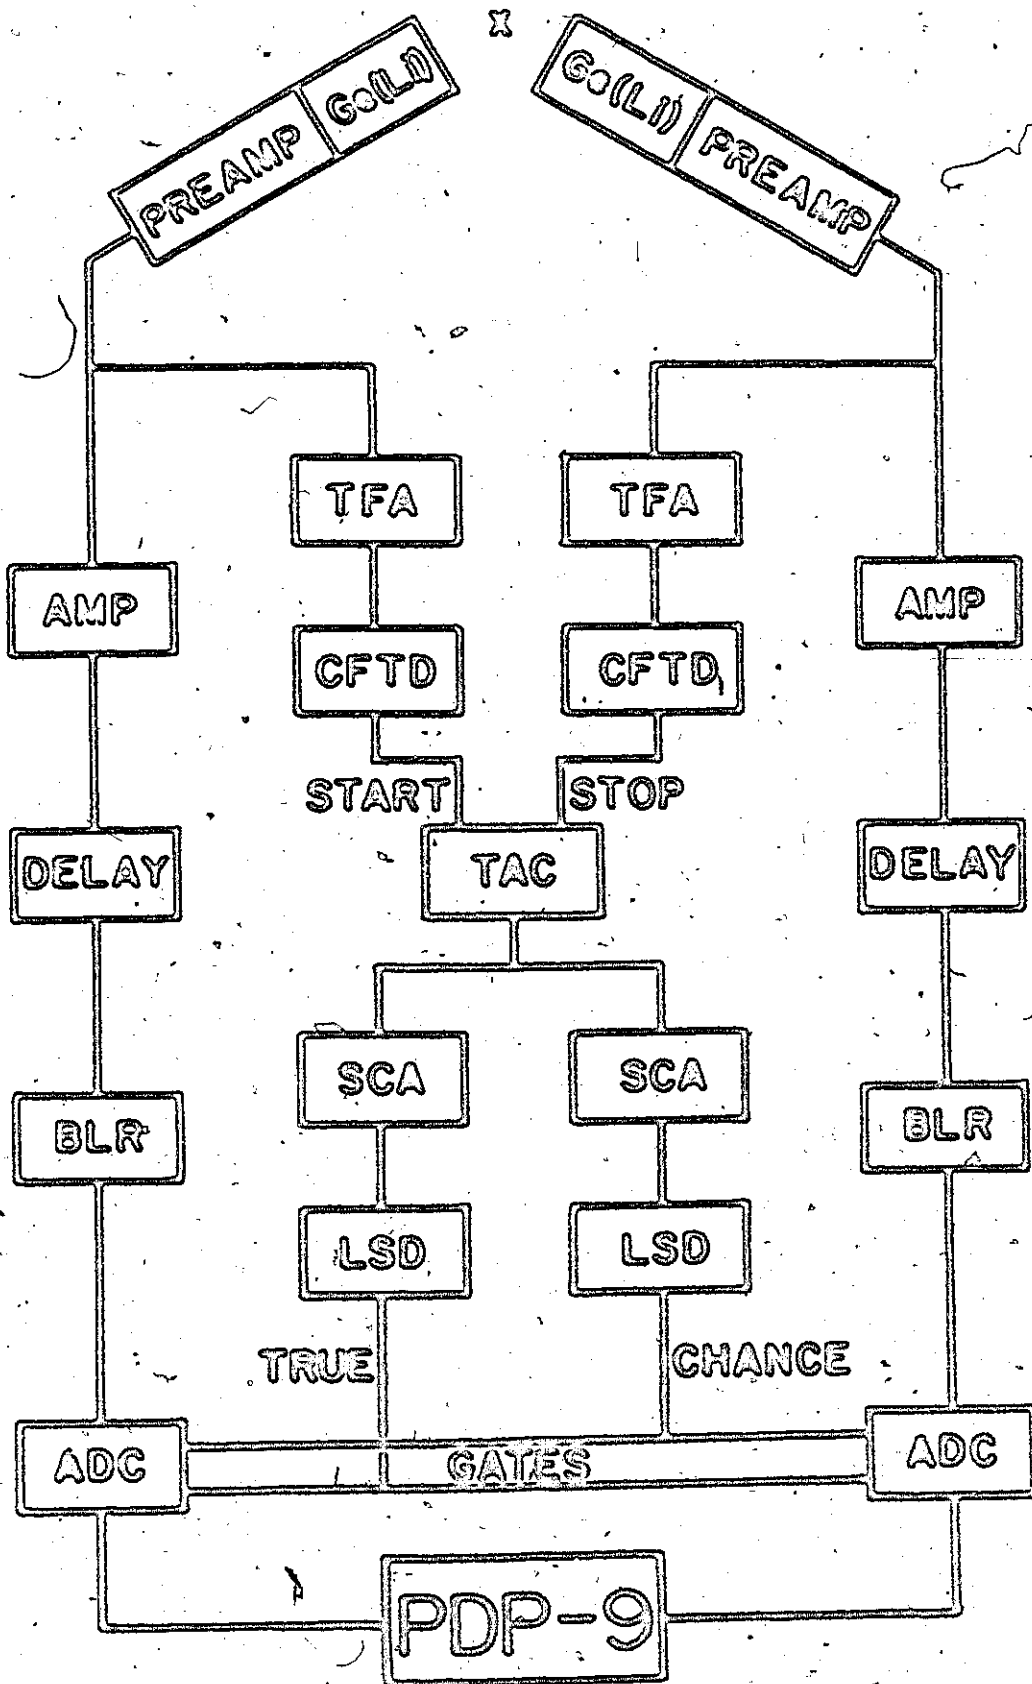 X
Ge(Li) Ge(Li)
PREAMP PREAMP
TFA TFA
AMP AMP
CFTD CFTD
START STOP
DELAY TAC DELAY
SCA SCA
BLR BLR
LSD LSD
TRUE CHANCE
ADC GATES ADC
PDP-9